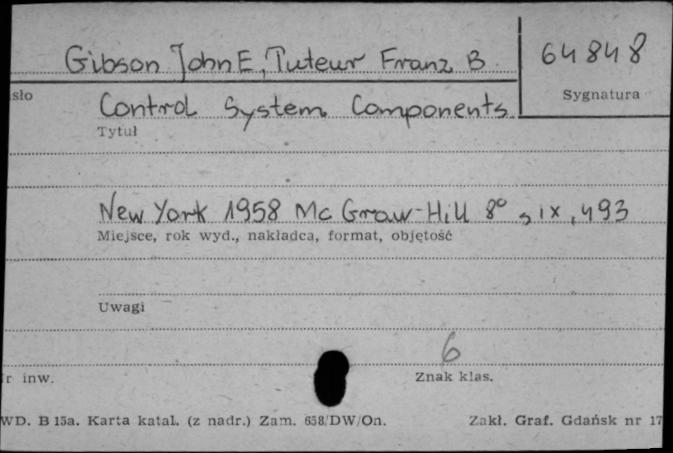 Gibson John E, Tuteur Franz B. 64848
sło Sygnatura
Control System Components
Tytuł
New York 1958 Mc Graw-Hill 8° s ix, 493
Miejsce, rok wyd., nakładca, format, objętość
Uwagi
6
r inw. Znak klas.
WD. B 15a. Karta katal. (z nadr.) Zam. 658/DW/On. Zakł. Graf. Gdańsk nr 17